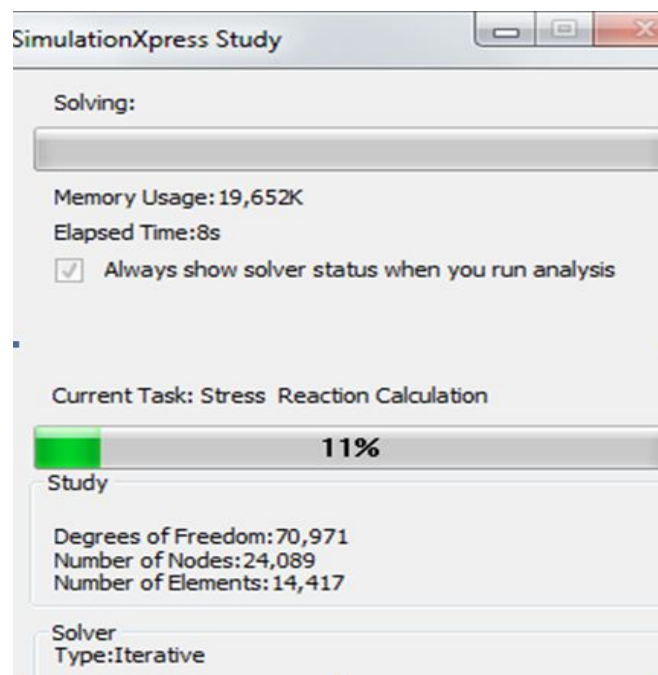 SimulationXpress Study
Solving:
Memory Usage:19,652K
Elapsed Time:8s
Always show solver status when you run analysis
Current Task: Stress Reaction Calculation
11%
Study
Degrees of Freedom:70,971
Number of Nodes:24,089
Number of Elements:14,417
Solver
Type:Iterative